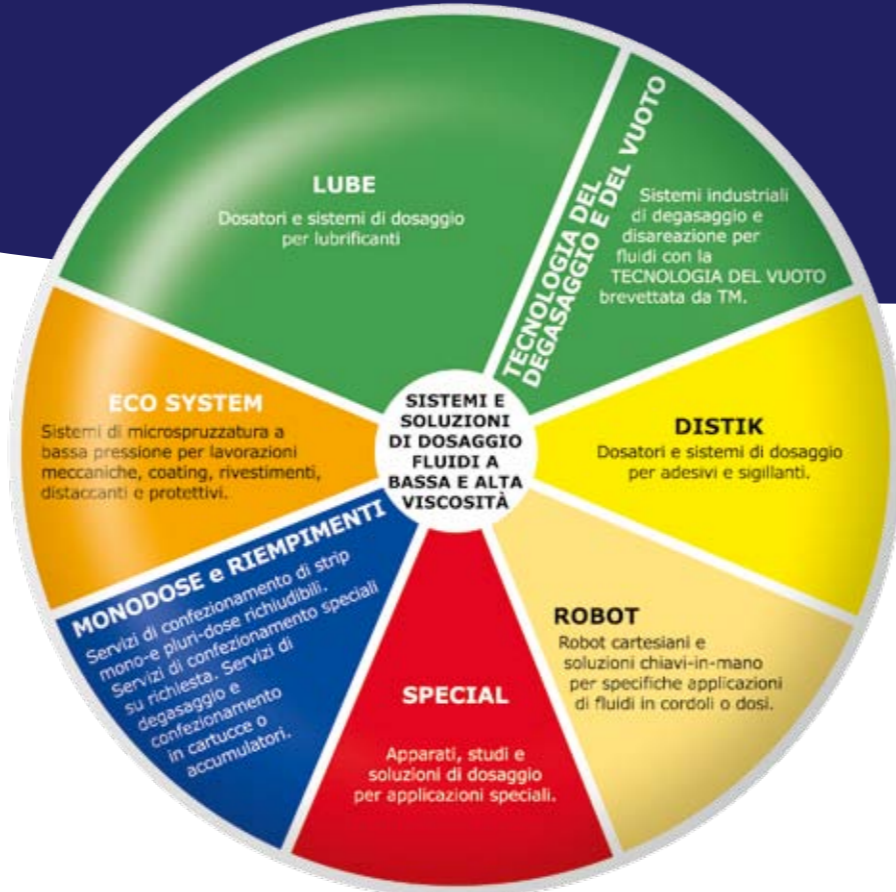 LUBE
Dosatori e sistemi di dosaggio
per lubrificanti
TECNOLOGIA DEL
DEGASAGGIO E DEL VUOTO
Sistemi industriali
di degasaggio e
disareazione per
fluidi con la
TECNOLOGIA DEL VUOTO
brevettata da TM.
DISTIK
Dosatori e sistemi di dosaggio
per adesivi e sigillanti.
ROBOT
Robot cartesiani e
soluzioni chiavi-in-mano
per specifiche applicazioni
di fluidi in cordoli o dosi.
SPECIAL
Apparati, studi e
soluzioni di dosaggio
per applicazioni speciali.
MONODOSE e RIEMPIMENTI
Servizi di confezionamento di strip
mono-e pluri-dose richiudibili.
Servizi di confezionamento speciali
su richiesta. Servizi di
degasaggio e
confezionamento
in cartucce o
accumulatori.
ECO SYSTEM
Sistemi di microspruzzatura a
bassa pressione per lavorazioni
meccaniche, coating, rivestimenti,
distaccanti e protettivi.
SISTEMI E
SOLUZIONI
DI DOSAGGIO
FLUIDI A
BASSA E ALTA
VISCOSITÀ